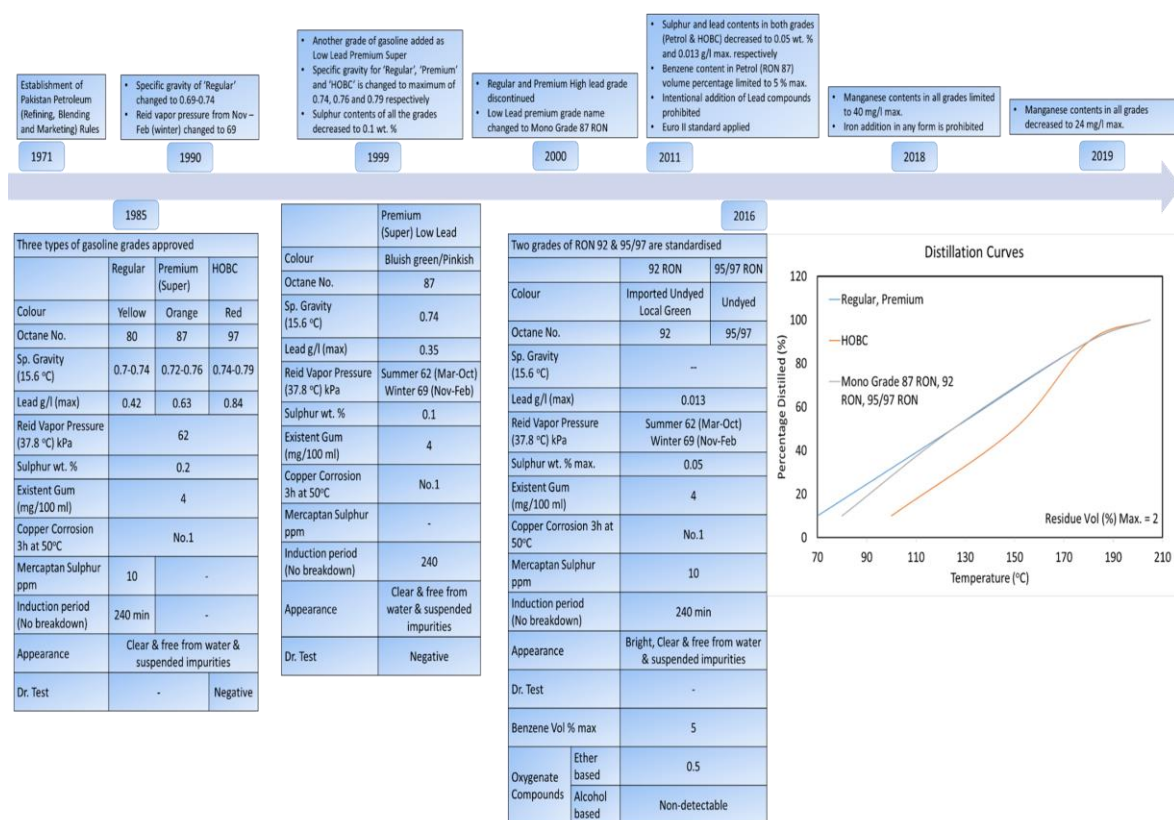 Establishment of
Pakistan Petroleum
(Refining, Blending
and Marketing) Rules
1971
• Specific gravity of 'Regular'
changed to 0.69-0.74
• Reid vapor pressure from Nov –
Feb (winter) changed to 69
1990
• Another grade of gasoline added as
Low Lead Premium Super
• Specific gravity for 'Regular', 'Premium'
and 'HOBC' is changed to maximum of
0.74, 0.76 and 0.79 respectively
• Sulphur contents of all the grades
decreased to 0.1 wt. %
1999
• Regular and Premium High lead grade
discontinued
• Low Lead premium grade name
changed to Mono Grade 87 RON
2000
• Sulphur and lead contents in both grades
(Petrol & HOBC) decreased to 0.05 wt. %
and 0.013 g/l max. respectively
• Benzene content in Petrol (RON 87)
volume percentage limited to 5 % max.
• Intentional addition of Lead compounds
prohibited
• Euro II standard applied
2011
• Manganese contents in all grades limited
to 40 mg/l max.
• Iron addition in any form is prohibited
2018
Manganese contents in all grades
decreased to 24 mg/l max.
2019
1985
Three types of gasoline grades approved
Regular Premium (Super) HOBC
Colour Yellow Orange Red
Octane No. 80 87 97
Sp. Gravity
(15.6 °C) 0.7-0.74 0.72-0.76 0.74-0.79
Lead g/l (max) 0.42 0.63 0.84
Reid Vapor Pressure
(37.8 °C) kPa 62
Sulphur wt. % 0.2
Existent Gum
(mg/100 ml) 4
Copper Corrosion
3h at 50°C No.1
Mercaptan Sulphur
ppm 10 -
Induction period
(No breakdown) 240 min -
Appearance Clear & free from water &
suspended impurities
Dr. Test - Negative
Premium
(Super) Low Lead
Colour Bluish green/Pinkish
Octane No. 87
Sp. Gravity
(15.6 °C) 0.74
Lead g/l (max) 0.35
Reid Vapor Pressure Summer 62 (Mar-Oct)
(37.8 °C) kPa Winter 69 (Nov-Feb)
Sulphur wt. % 0.1
Existent Gum
(mg/100 ml) 4
Copper Corrosion
3h at 50°C No.1
Mercaptan Sulphur
ppm -
Induction period
(No breakdown) 240
Appearance Clear & free from
water & suspended
impurities
Dr. Test Negative
2016
Two grades of RON 92 & 95/97 are standardised
92 RON 95/97 RON
Colour Imported Undyed
Local Green Undyed
Octane No. 92 95/97
Sp. Gravity
(15.6 °C) --
Lead g/l (max) 0.013
Reid Vapor Pressure Summer 62 (Mar-Oct)
(37.8 °C) kPa Winter 69 (Nov-Feb
Sulphur wt. % max. 0.05
Existent Gum
(mg/100 ml) 4
Copper Corrosion 3h at
50°C No.1
Mercaptan Sulphur
ppm 10
Induction period
(No breakdown) 240 min
Appearance Bright, Clear & free from water
& suspended impurities
Dr. Test -
Benzene Vol % max 5
Oxygenate
Compounds
Ether
based 0.5
Alcohol
based Non-detectable
Distillation Curves
Percentage Distilled (%)
120
100
80
60
40
20
0
Regular, Premium
HOBC
Mono Grade 87 RON, 92
RON, 95/97 RON
Residue Vol (%) Max. = 2
70 90 110 130 150 170 190 210
Temperature (°C)